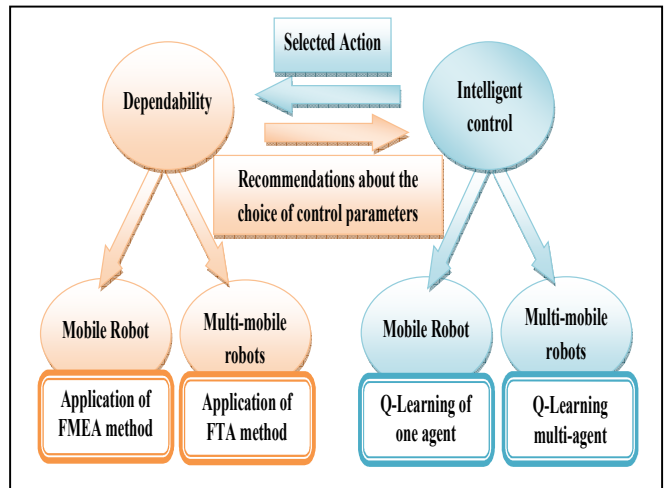 Selected Action
Dependability
Intelligent
control
Recommendations about the
choice of control parameters
Mobile Robot
Multi-mobile
robots
Mobile Robot
Multi-mobile
robots
Application of
FMEA method
Application of
FTA method
Q-Learning of
one agent
Q-Learning
multi-agent